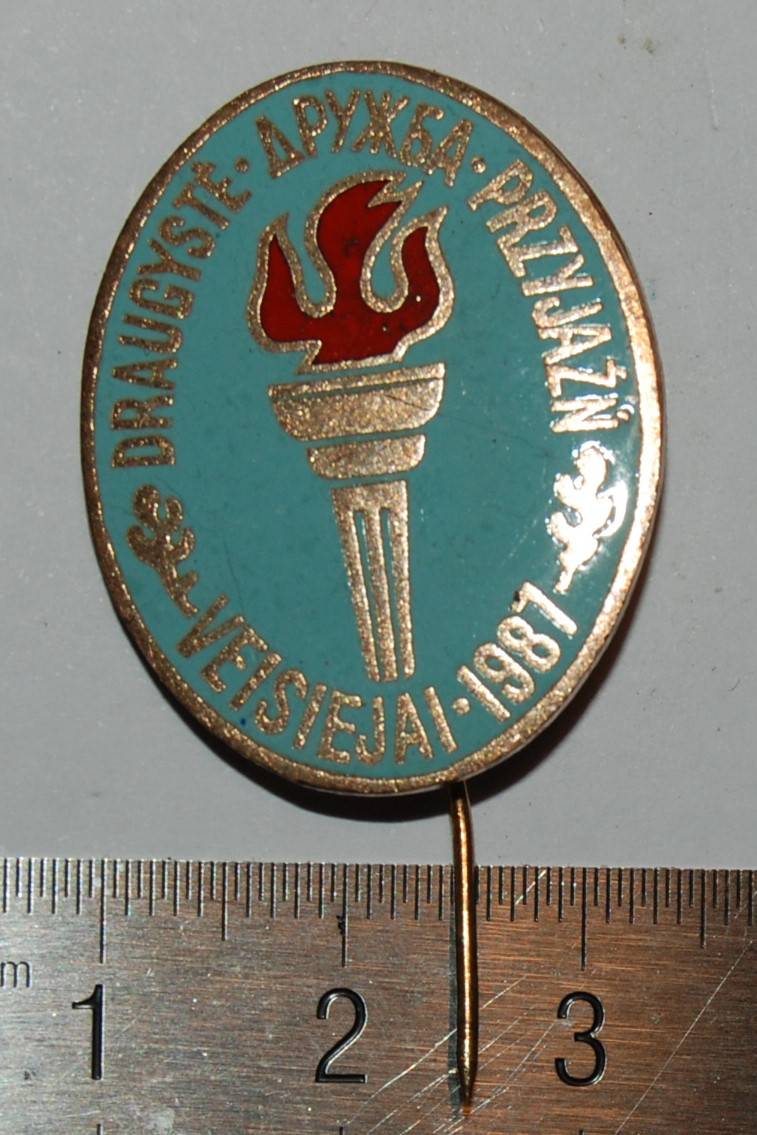 DRAUGYSTĖ · ДРУЖБА · PRZYJAŹŃ
VEISIEJAI · 1987
m
1 2 3